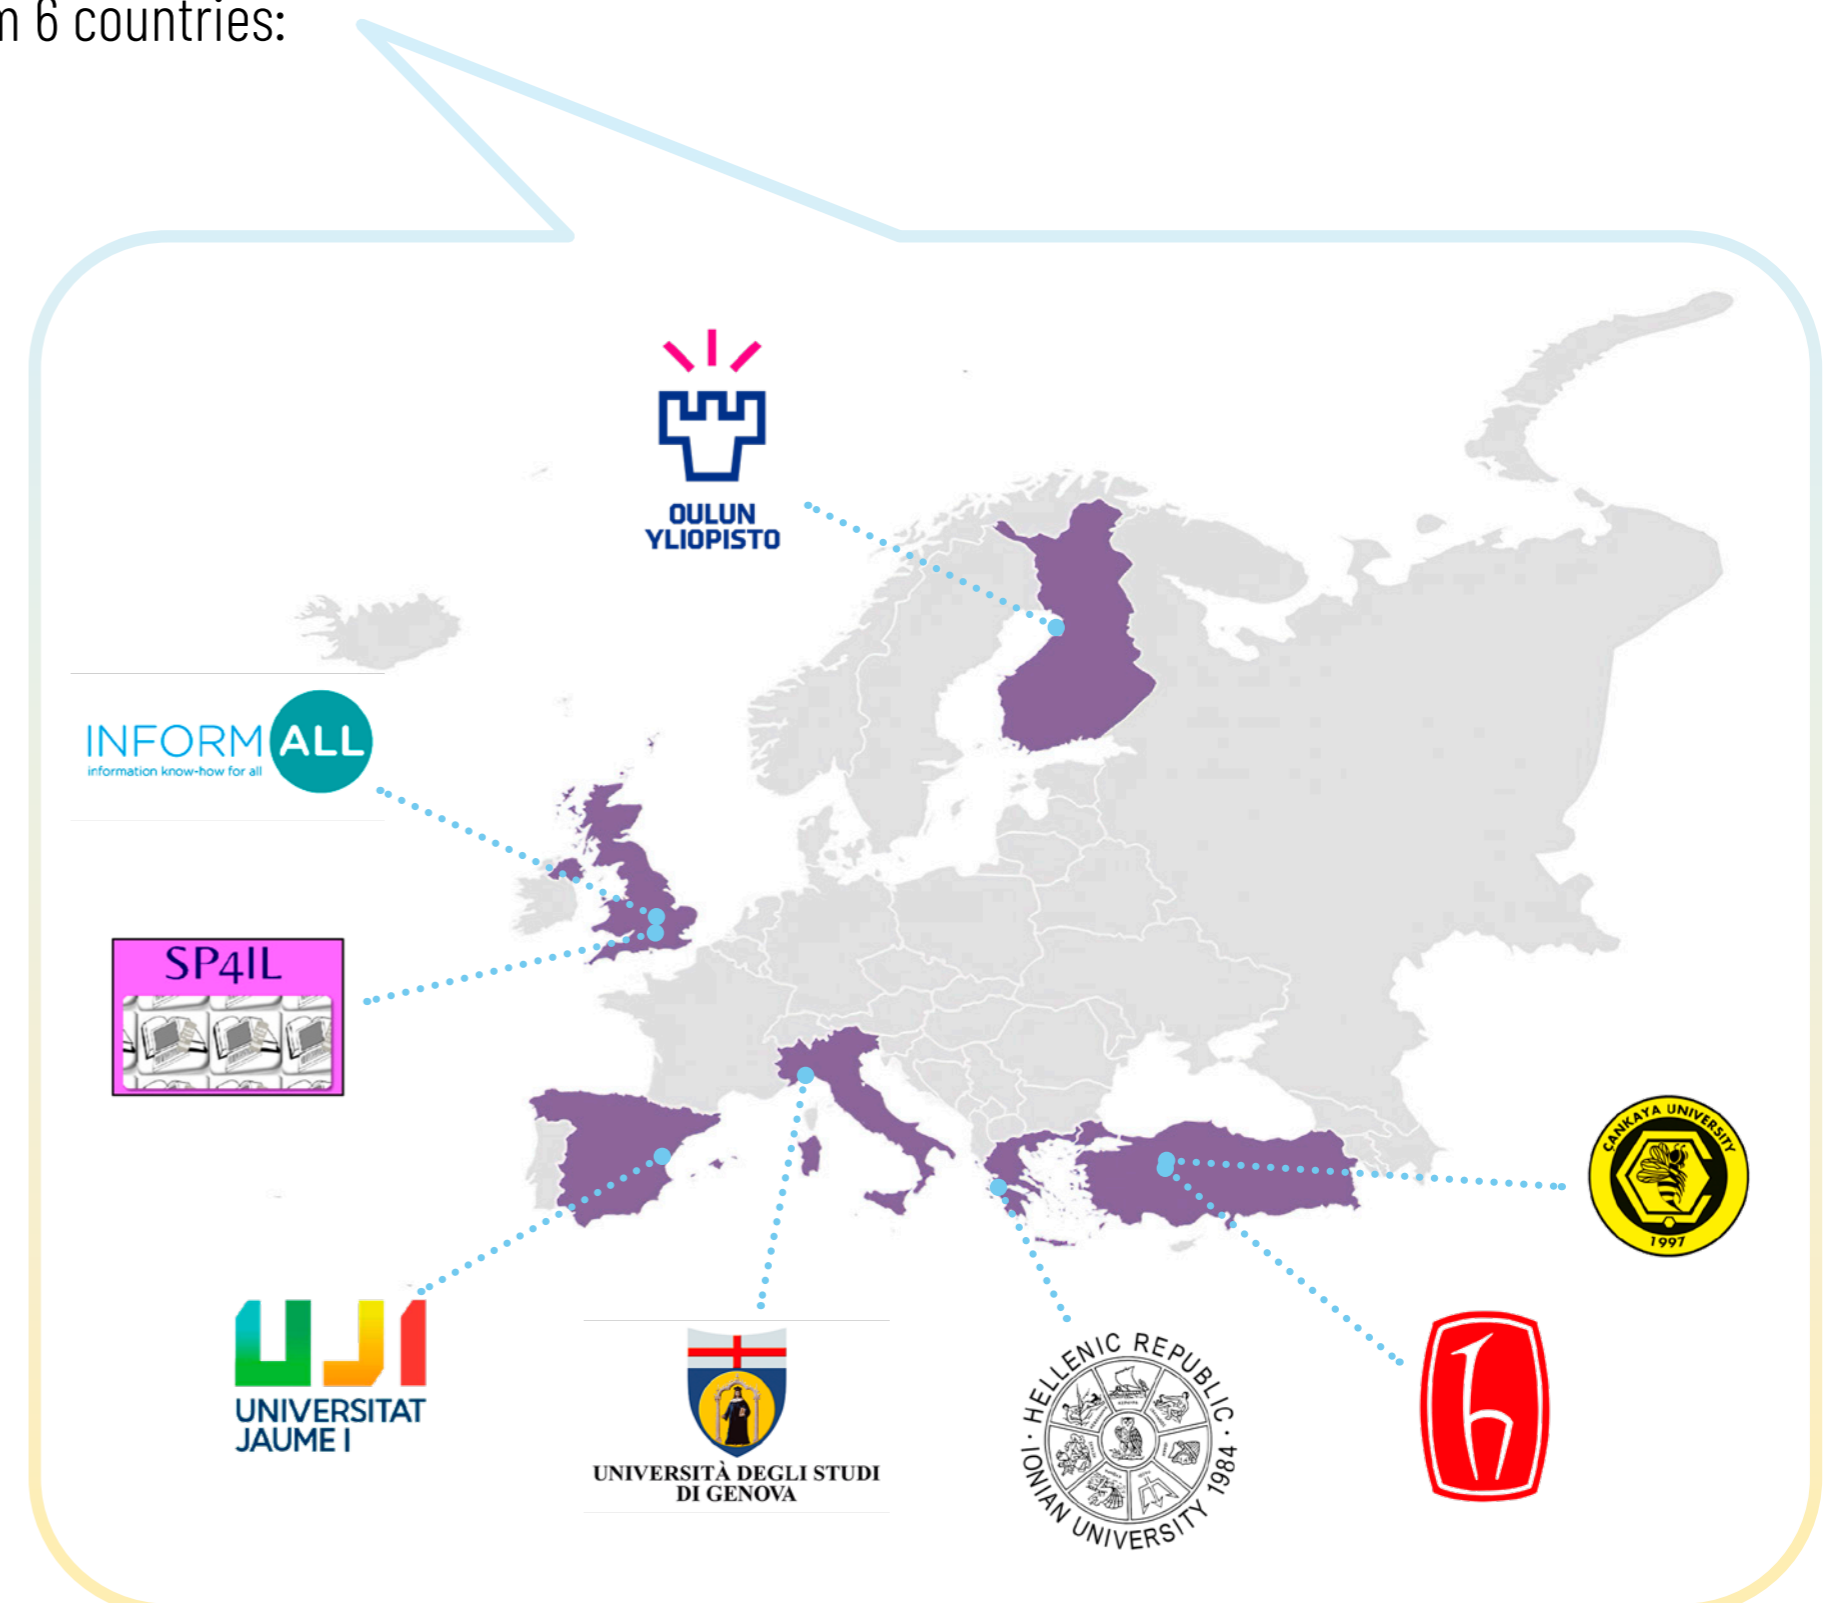 m 6 countries:
OULUN
YLIOPISTO
INFORM ALL
information know-how for all
SP4IL
ÇANKAYA UNIVERSITY
1997
UJI
UNIVERSITAT
JAUME I
UNIVERSITÀ DEGLI STUDI
DI GENOVA
· HELLENIC REPUBLIC ·
IONIAN UNIVERSITY 1984